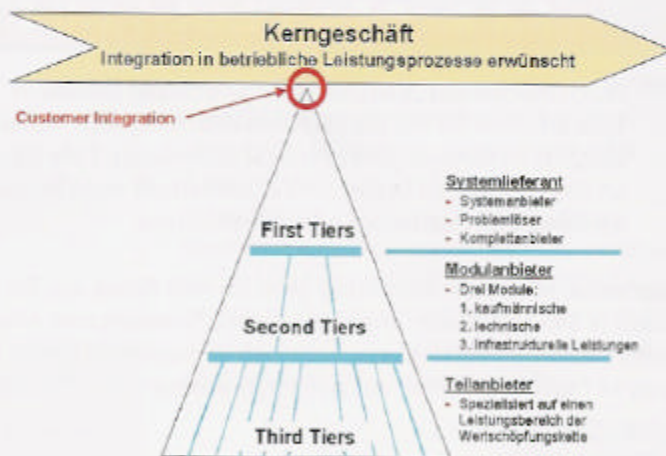 Kerngeschäft
Integration in betriebliche Leistungsprozesse erwünscht
Customer Integration
First Tiers
Second Tiers
Third Tiers
Systemlieferant
- Systemanbieter
- Problemlöser
- Komplettanbieter
Modulanbieter
- Drei Module:
1. kaufmännische
2. technische
3. Infrastrukturelle Leistungen
Teilanbieter
- Spezialisiert auf einen
Leistungsbereich der
Wertschöpfungskette